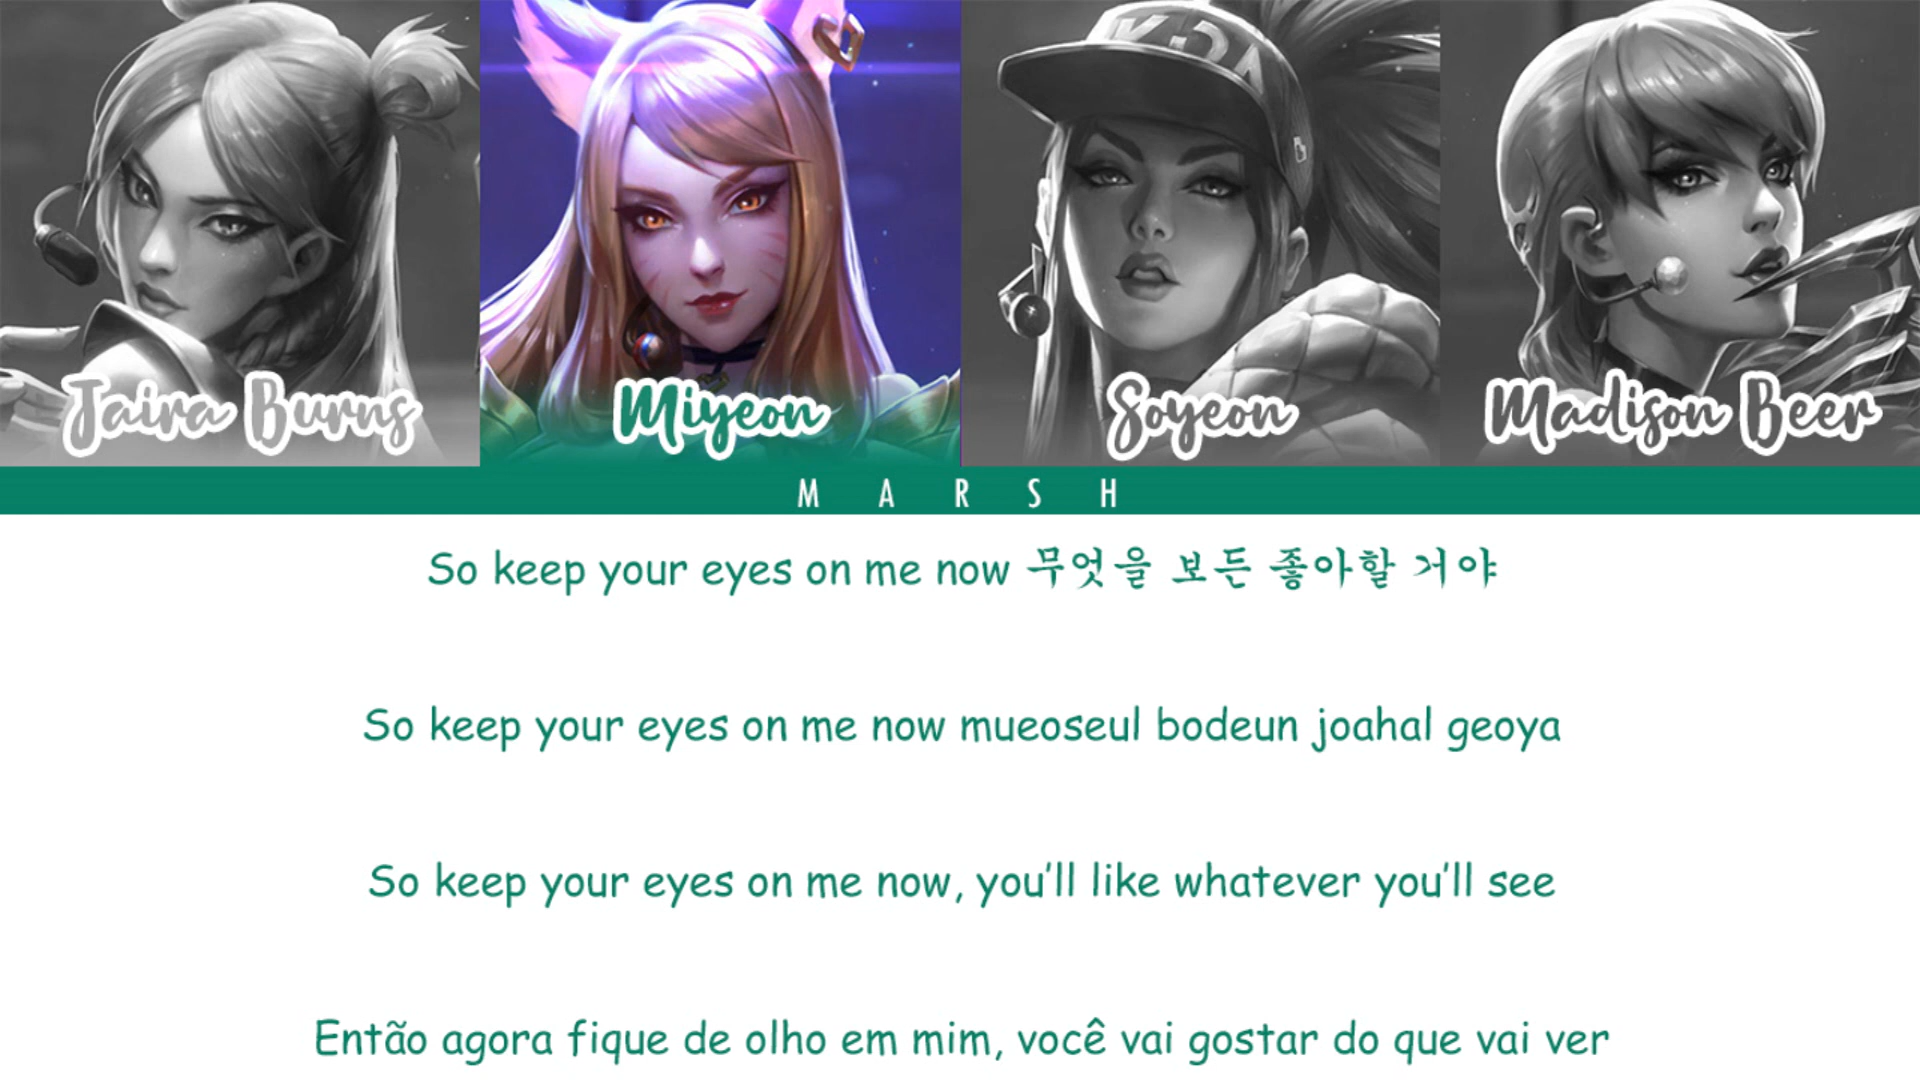 K/DA
Jaira Burns
Miyeon
Soyeon
Madison Beer
MARSH
So keep your eyes on me now 무엇을 보든 좋아할 거야
So keep your eyes on me now mueoseul bodeun joahal geoya
So keep your eyes on me now, you'll like whatever you'll see
Então agora fique de olho em mim, você vai gostar do que vai ver